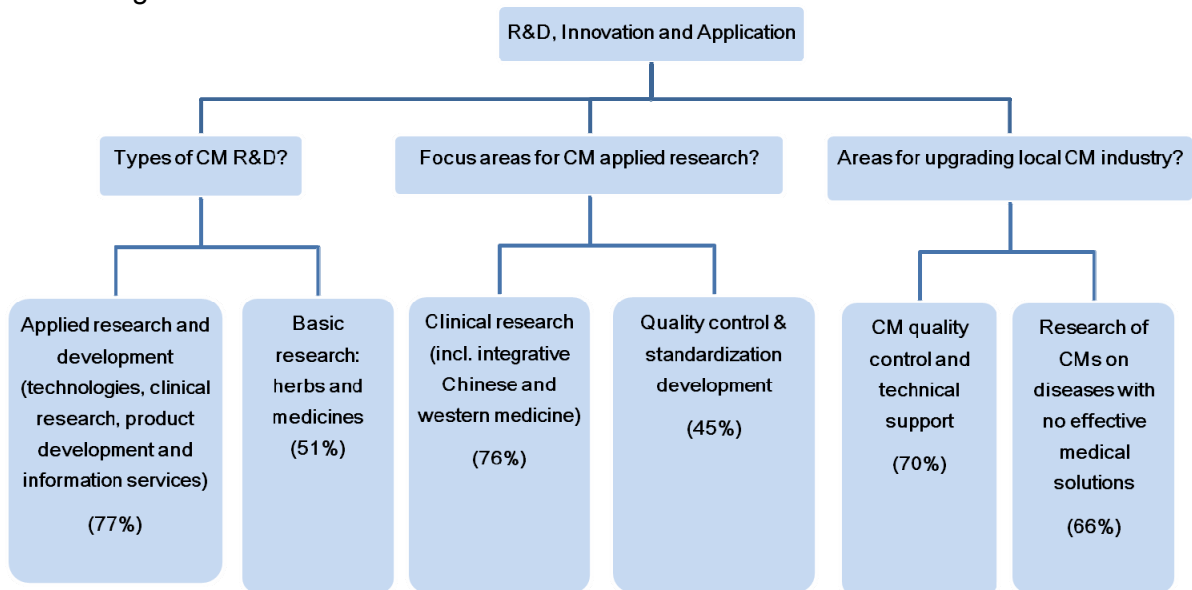 R&D, Innovation and Application
Types of CM R&D?
Focus areas for CM applied research?
Areas for upgrading local CM industry?
Applied research and
development
(technologies, clinical
research, product
development and
information services)
(77%)
Basic
research:
herbs and
medicines
(51%)
Clinical research
(incl. integrative
Chinese and
western medicine)
(76%)
Quality control &
standardization
development
(45%)
CM quality
control and
technical
support
(70%)
Research of
CMs on
diseases with
no effective
medical
solutions
(66%)